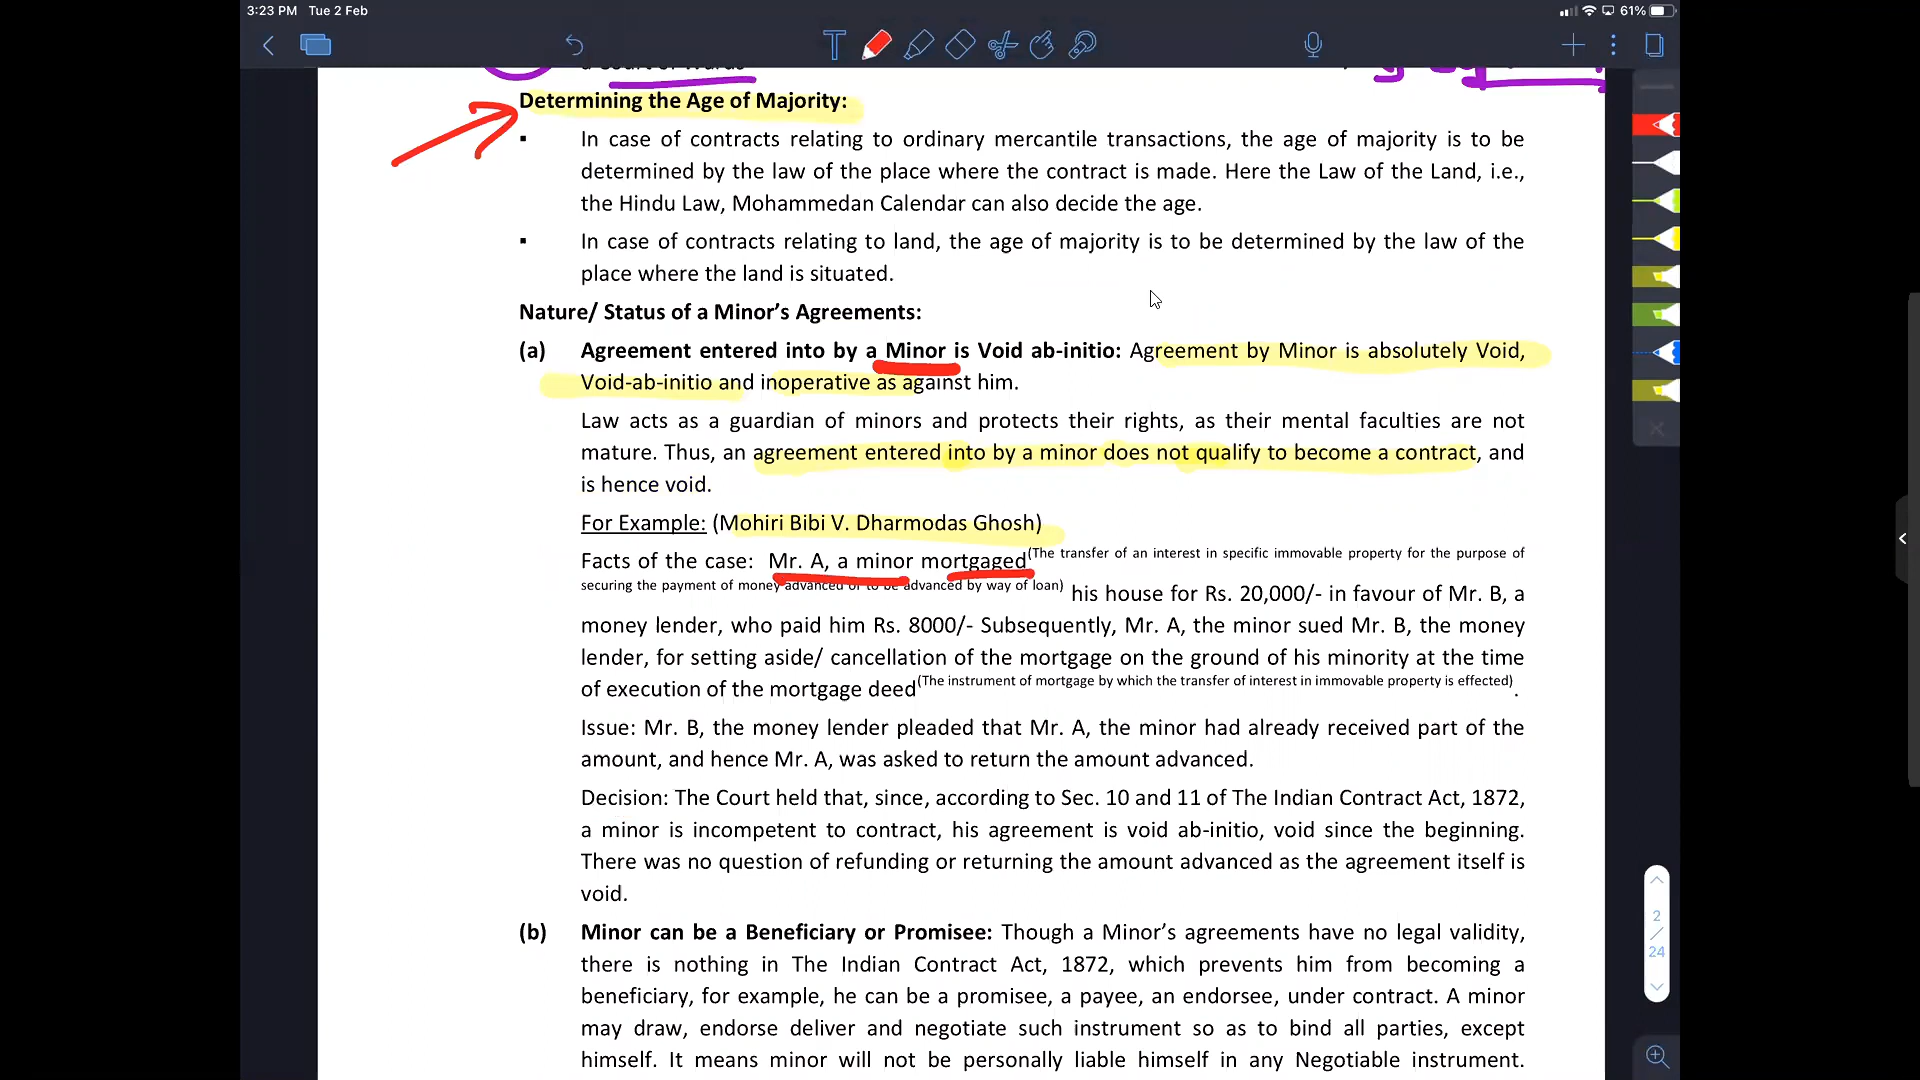 3:23 PM Tue 2 Feb
61%
Determining the Age of Majority:
▪ In case of contracts relating to ordinary mercantile transactions, the age of majority is to be
determined by the law of the place where the contract is made. Here the Law of the Land, i.e.,
the Hindu Law, Mohammedan Calendar can also decide the age.
▪ In case of contracts relating to land, the age of majority is to be determined by the law of the
place where the land is situated.
Nature/ Status of a Minor’s Agreements:
(a) Agreement entered into by a Minor is Void ab-initio: Agreement by Minor is absolutely Void,
Void-ab-initio and inoperative as against him.
Law acts as a guardian of minors and protects their rights, as their mental faculties are not
mature. Thus, an agreement entered into by a minor does not qualify to become a contract, and
is hence void.
For Example: (Mohiri Bibi V. Dharmodas Ghosh)
Facts of the case: Mr. A, a minor mortgaged(The transfer of an interest in specific immovable property for the purpose of
securing the payment of money advanced or to be advanced by way of loan) his house for Rs. 20,000/- in favour of Mr. B, a
money lender, who paid him Rs. 8000/- Subsequently, Mr. A, the minor sued Mr. B, the money
lender, for setting aside/ cancellation of the mortgage on the ground of his minority at the time
of execution of the mortgage deed(The instrument of mortgage by which the transfer of interest in immovable property is effected).
Issue: Mr. B, the money lender pleaded that Mr. A, the minor had already received part of the
amount, and hence Mr. A, was asked to return the amount advanced.
Decision: The Court held that, since, according to Sec. 10 and 11 of The Indian Contract Act, 1872,
a minor is incompetent to contract, his agreement is void ab-initio, void since the beginning.
There was no question of refunding or returning the amount advanced as the agreement itself is
void.
(b) Minor can be a Beneficiary or Promisee: Though a Minor’s agreements have no legal validity,
there is nothing in The Indian Contract Act, 1872, which prevents him from becoming a
beneficiary, for example, he can be a promisee, a payee, an endorsee, under contract. A minor
may draw, endorse deliver and negotiate such instrument so as to bind all parties, except
himself. It means minor will not be personally liable himself in any Negotiable instrument.
2
/
24